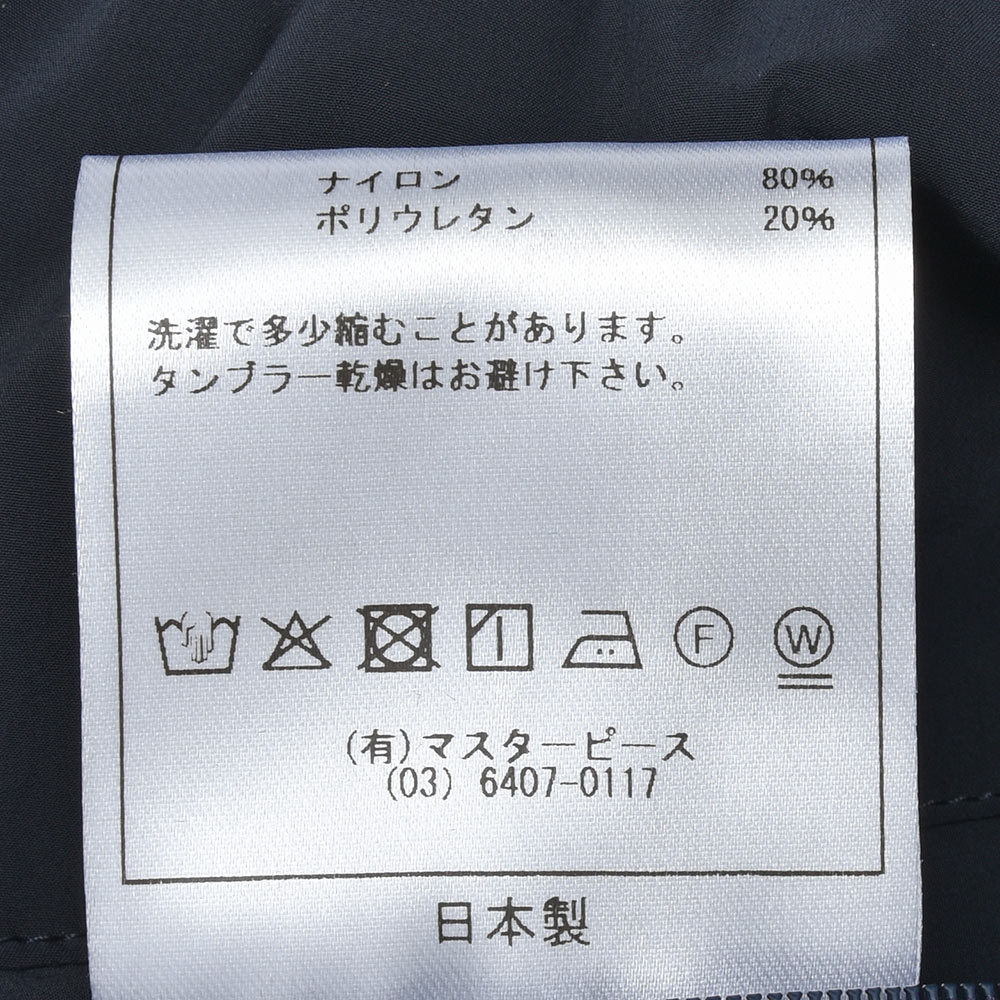 ナイロン 80%
ポリウレタン 20%
洗濯で多少縮むことがあります。
タンブラー乾燥はお避け下さい。
F W
(有)マスターピース
(03) 6407-0117
日本製